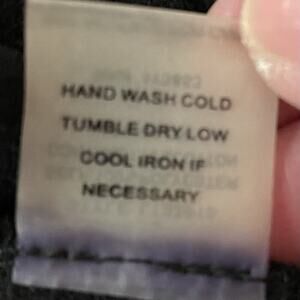 HAND WASH COLD
TUMBLE DRY LOW
COOL IRON IF
NECESSARY